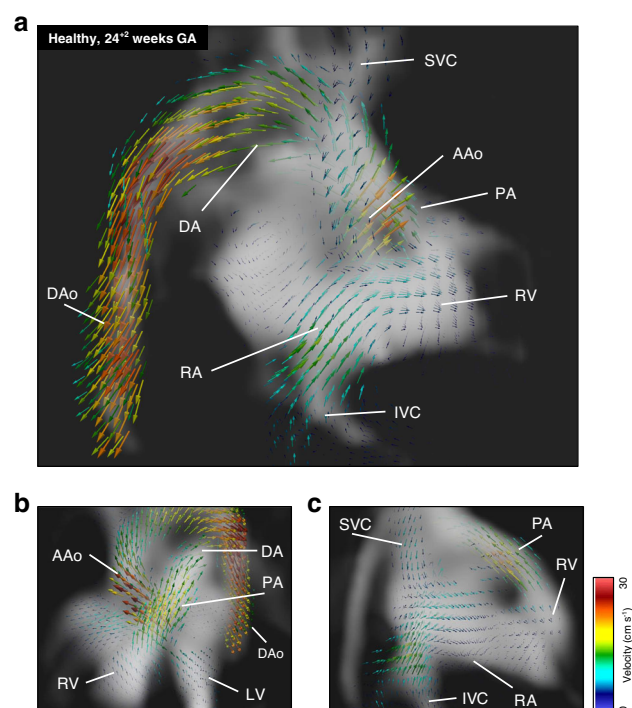 a
Healthy, 24+2 weeks GA
SVC
AAo
PA
DA
DAo
RV
RA
IVC
b
AAo
DA
PA
DAo
RV
LV
c
SVC
PA
RV
IVC
RA
30
Velocity (cm s-1)
0